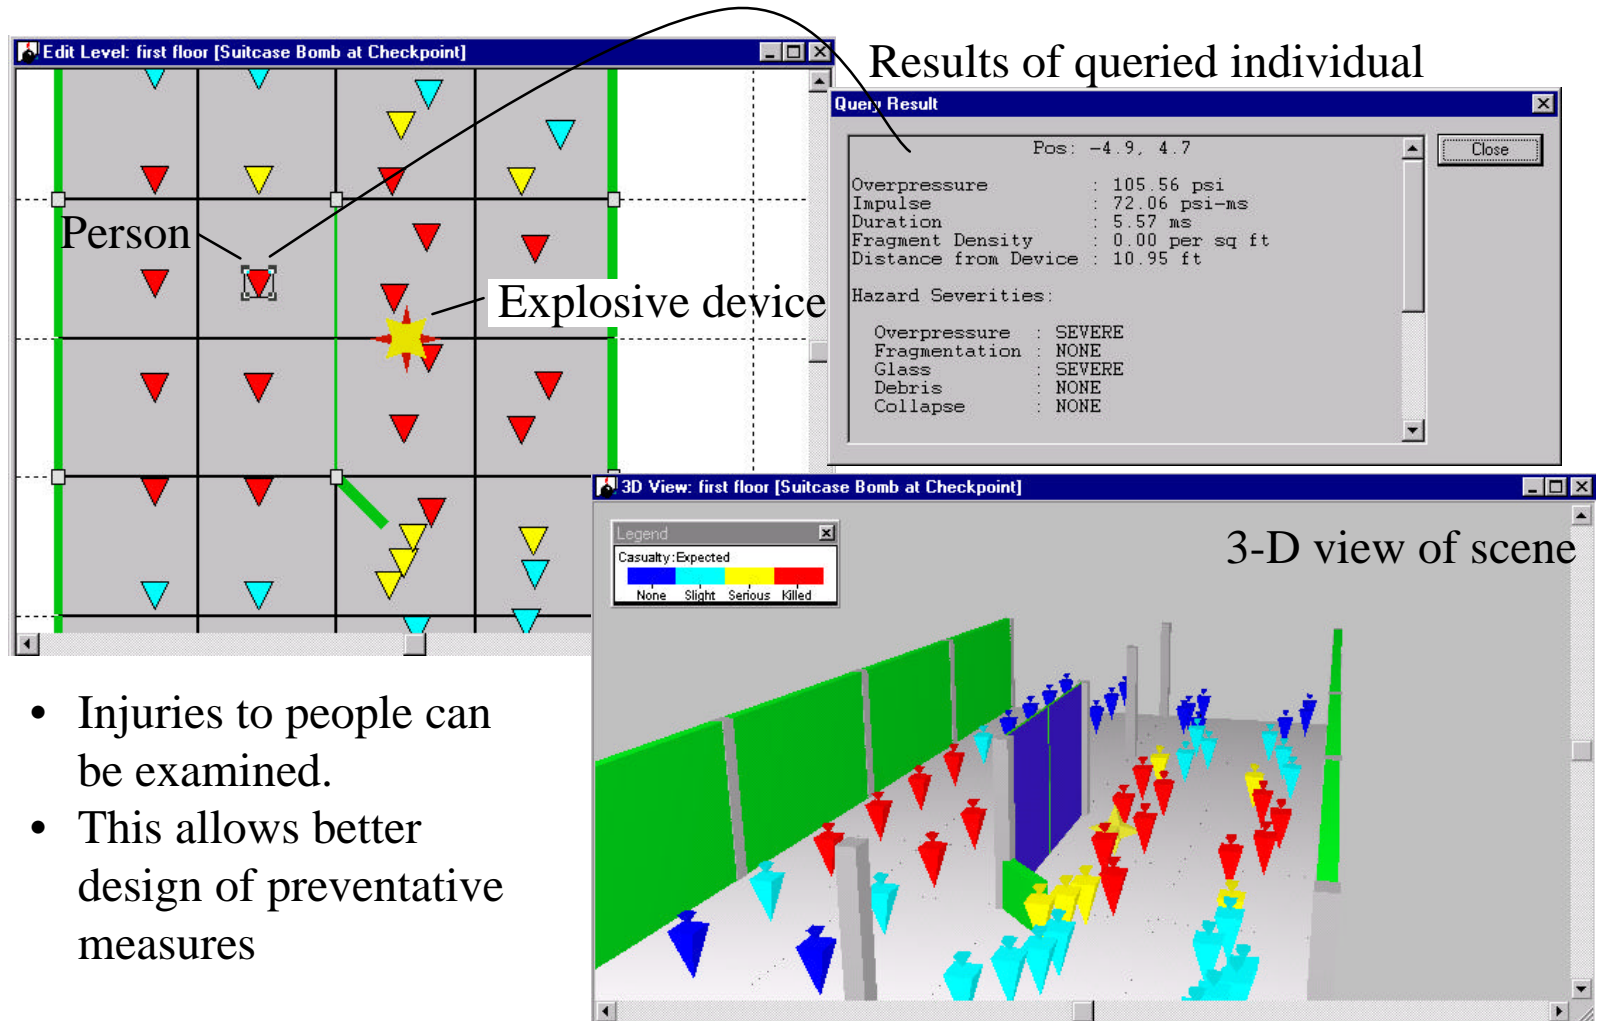 Edit Level: first floor [Suitcase Bomb at Checkpoint]
Results of queried individual
Query Result
Pos: -4.9, 4.7
Close
Overpressure : 105.56 psi
Impulse : 72.06 psi-ms
Duration : 5.57 ms
Fragment Density : 0.00 per sq ft
Distance from Device : 10.95 ft
Hazard Severities:
Overpressure : SEVERE
Fragmentation : NONE
Glass : SEVERE
Debris : NONE
Collapse : NONE
Person
Explosive device
3D View: first floor [Suitcase Bomb at Checkpoint]
Legend
Casualty:Expected
None Slight Serious Killed
3-D view of scene
• Injuries to people can
be examined.
• This allows better
design of preventative
measures